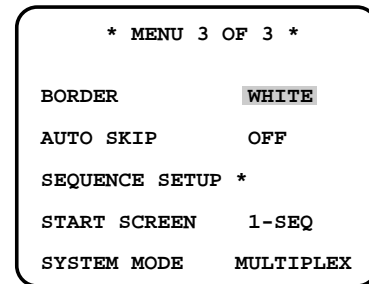 * MENU 3 OF 3 *
BORDER WHITE
AUTO SKIP OFF
SEQUENCE SETUP *
START SCREEN 1-SEQ
SYSTEM MODE MULTIPLEX